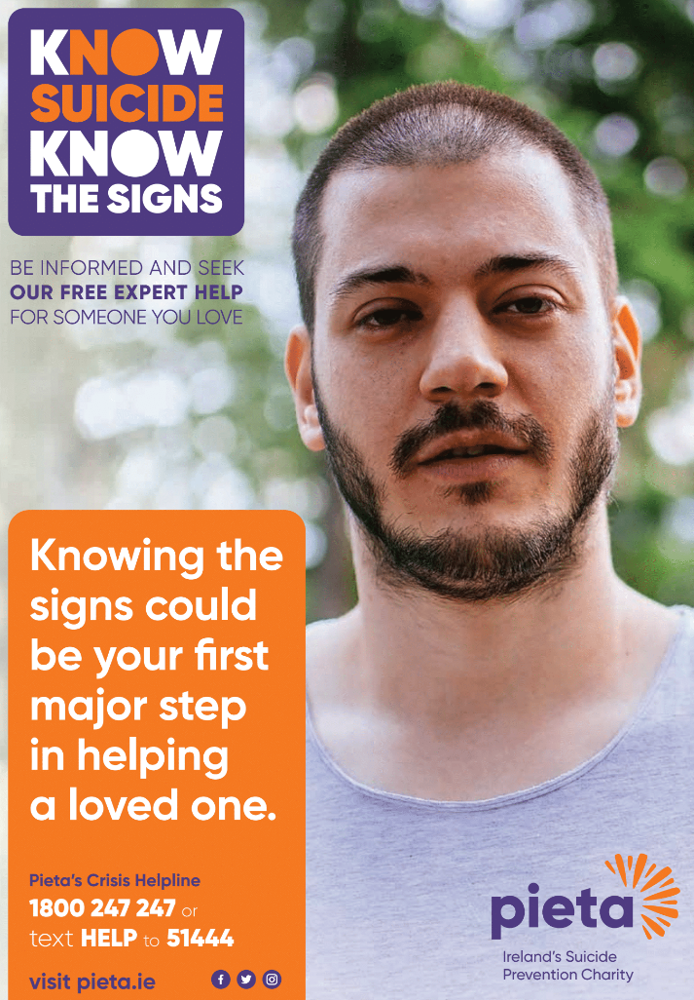 KNOW
SUICIDE
KNOW
THE SIGNS
BE INFORMED AND SEEK
OUR FREE EXPERT HELP
FOR SOMEONE YOU LOVE
Knowing the
signs could
be your first
major step
in helping
a loved one.
Pieta's Crisis Helpline
1800 247 247 or
text HELP to 51444
visit pieta.ie
pieta
Ireland's Suicide
Prevention Charity